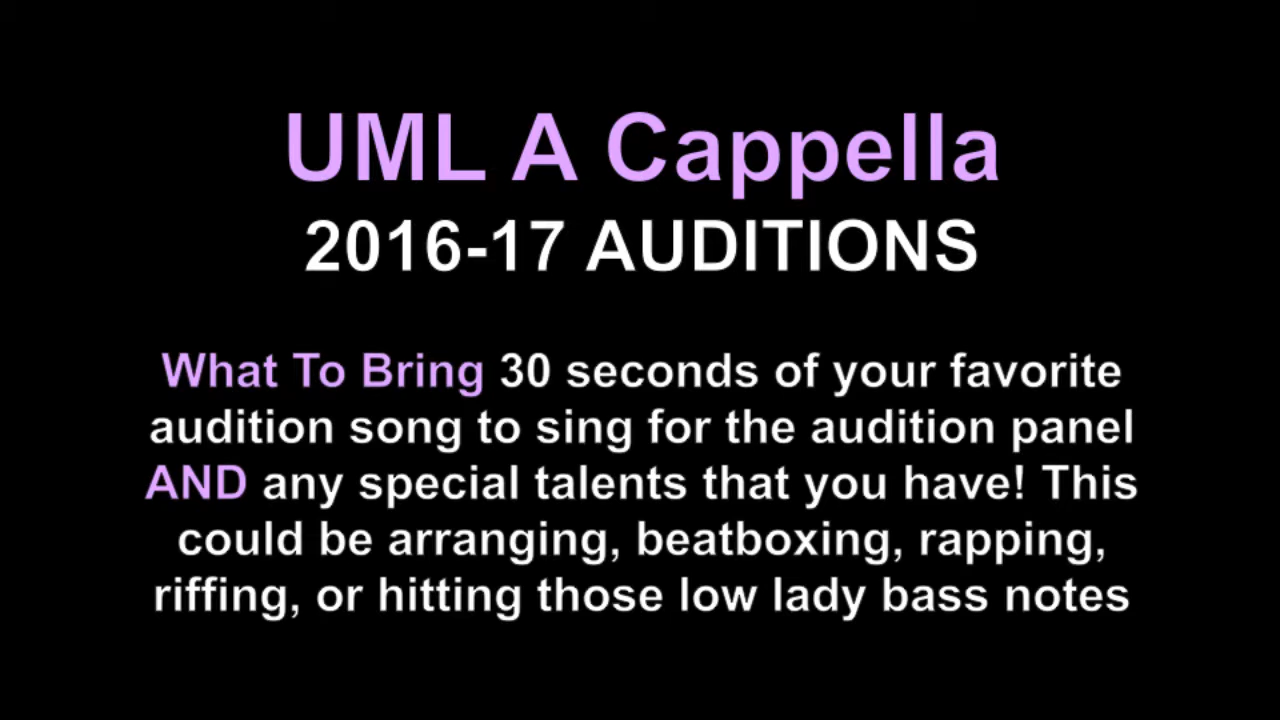 UML A Cappella
2016-17 AUDITIONS
What To Bring 30 seconds of your favorite
audition song to sing for the audition panel
AND any special talents that you have! This
could be arranging, beatboxing, rapping,
riffing, or hitting those low lady bass notes